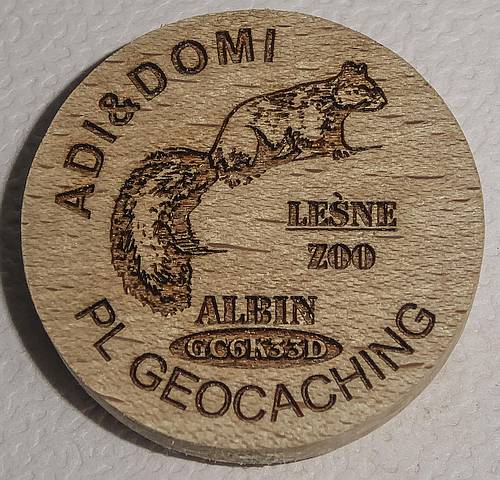 ADI&DOMI
LEŚNE
ZOO
ALBIN
GC6K33D
PL GEOCACHING